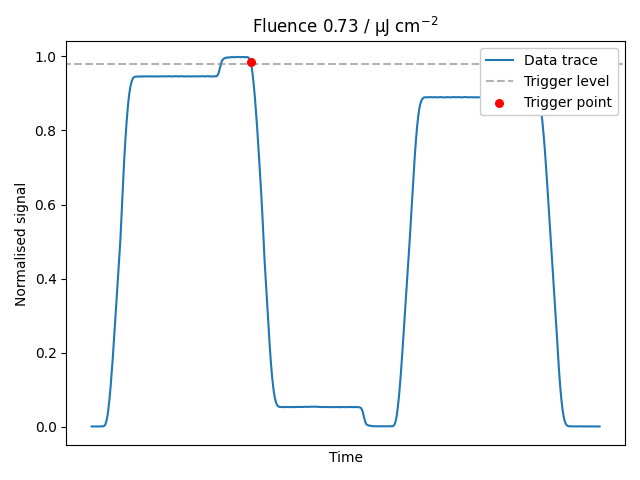 Fluence 0.73 / µJ cm⁻²
Normalised signal
1.0
0.8
0.6
0.4
0.2
0.0
Data trace
Trigger level
Trigger point
Time